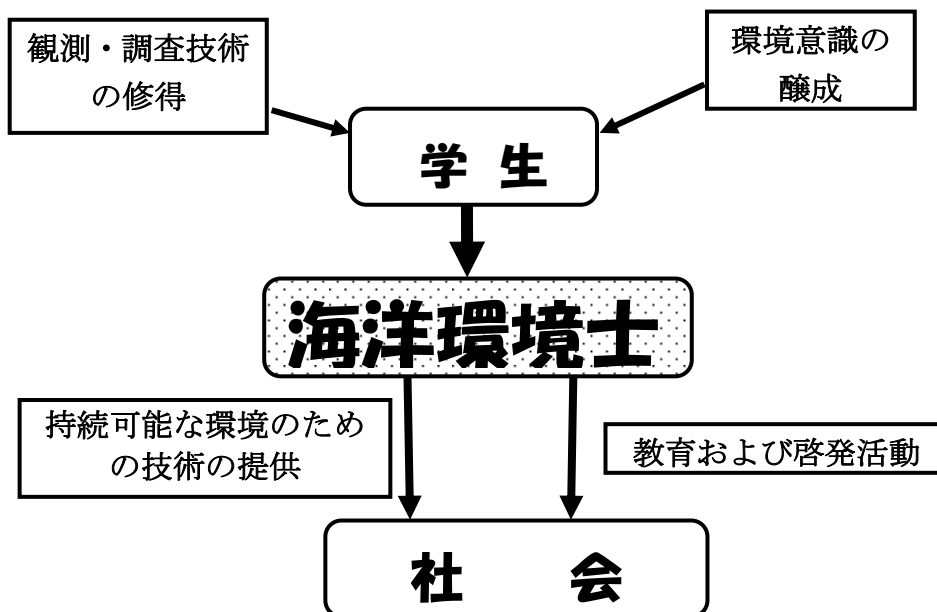 観測・調査技術
の修得
環境意識の
醸成
学 生
海洋環境士
持続可能な環境のため
の技術の提供
教育および啓発活動
社 会